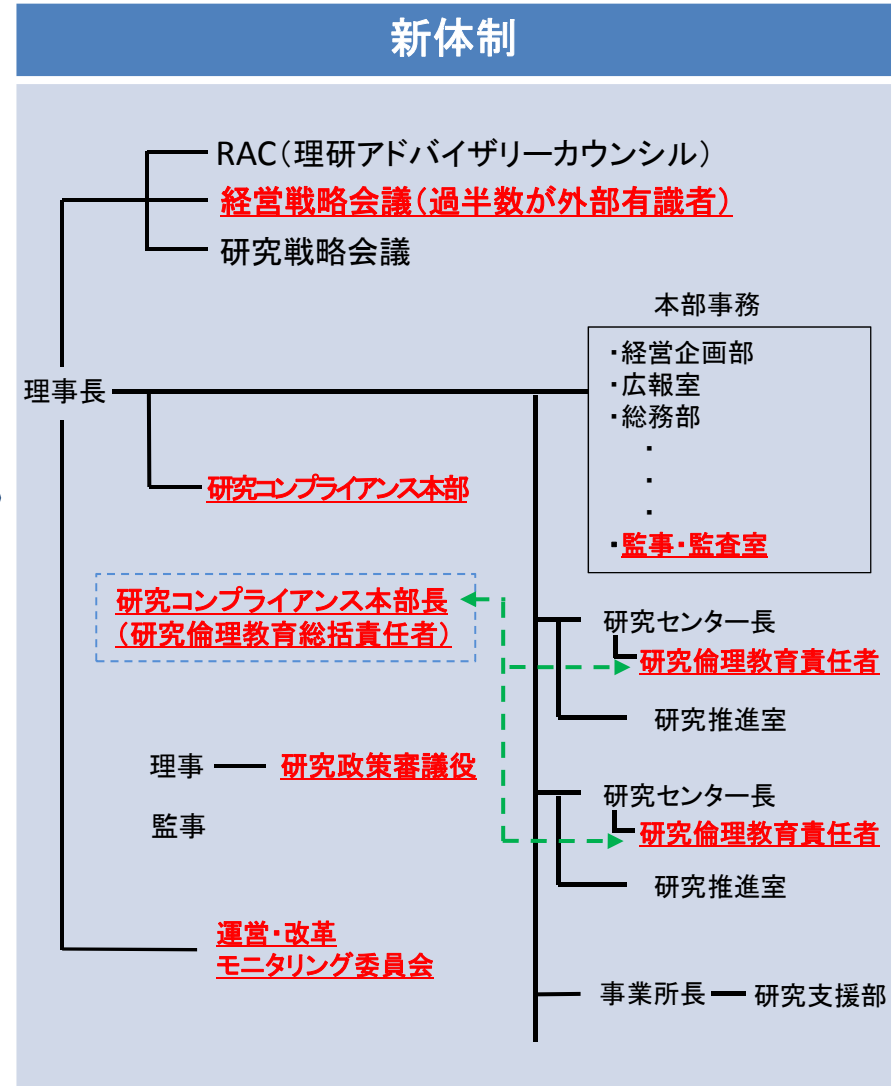 新体制
RAC(理研アドバイザリーカウンシル)
経営戦略会議(過半数が外部有識者)
研究戦略会議
本部事務
・経営企画部
・広報室
・総務部
・
・
・
・監事・監査室
理事長
研究コンプライアンス本部
研究コンプライアンス本部長
(研究倫理教育総括責任者)
研究センター長
研究倫理教育責任者
研究推進室
理事
研究政策審議役
監事
研究センター長
研究倫理教育責任者
研究推進室
運営・改革
モニタリング委員会
事業所長
研究支援部